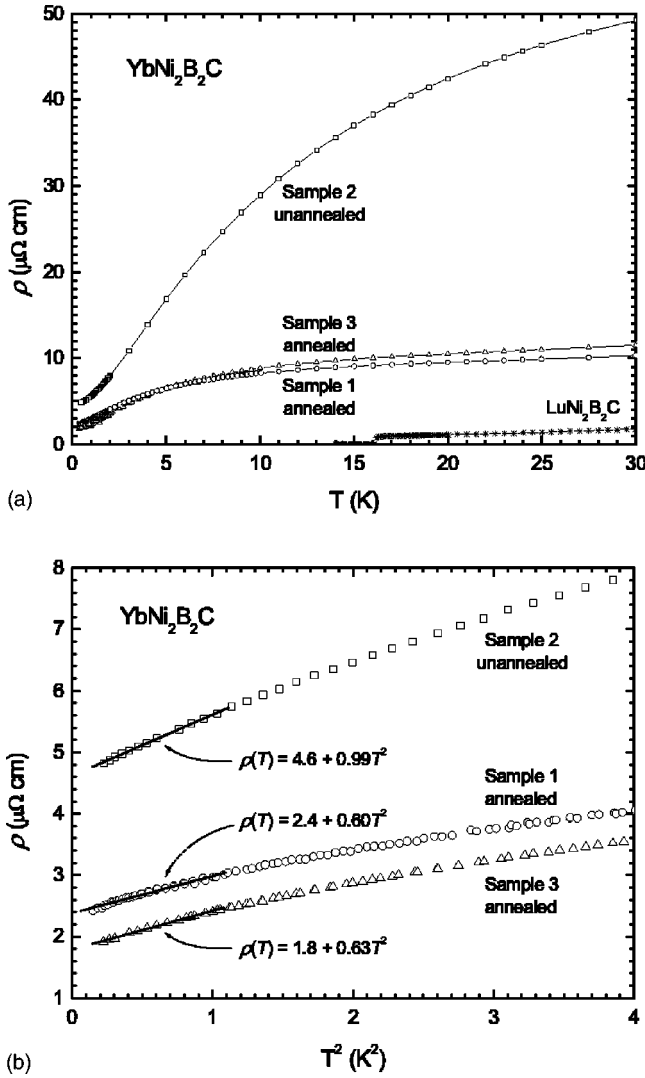 50
YbNi₂B₂C
40
Sample 2
unannealed
30
ρ (μΩ cm)
20
Sample 3
annealed
10
Sample 1
annealed
LuNi₂B₂C
0
0 5 10 15 20 25 30
(a)
T (K)
8
YbNi₂B₂C
7
Sample 2
unannealed
6
ρ (μΩ cm)
5
ρ(T) = 4.6 + 0.99T²
Sample 1
annealed
4
ρ(T) = 2.4 + 0.60T²
3
Sample 3
annealed
2
ρ(T) = 1.8 + 0.63T²
1
0 1 2 3 4
(b)
T² (K²)